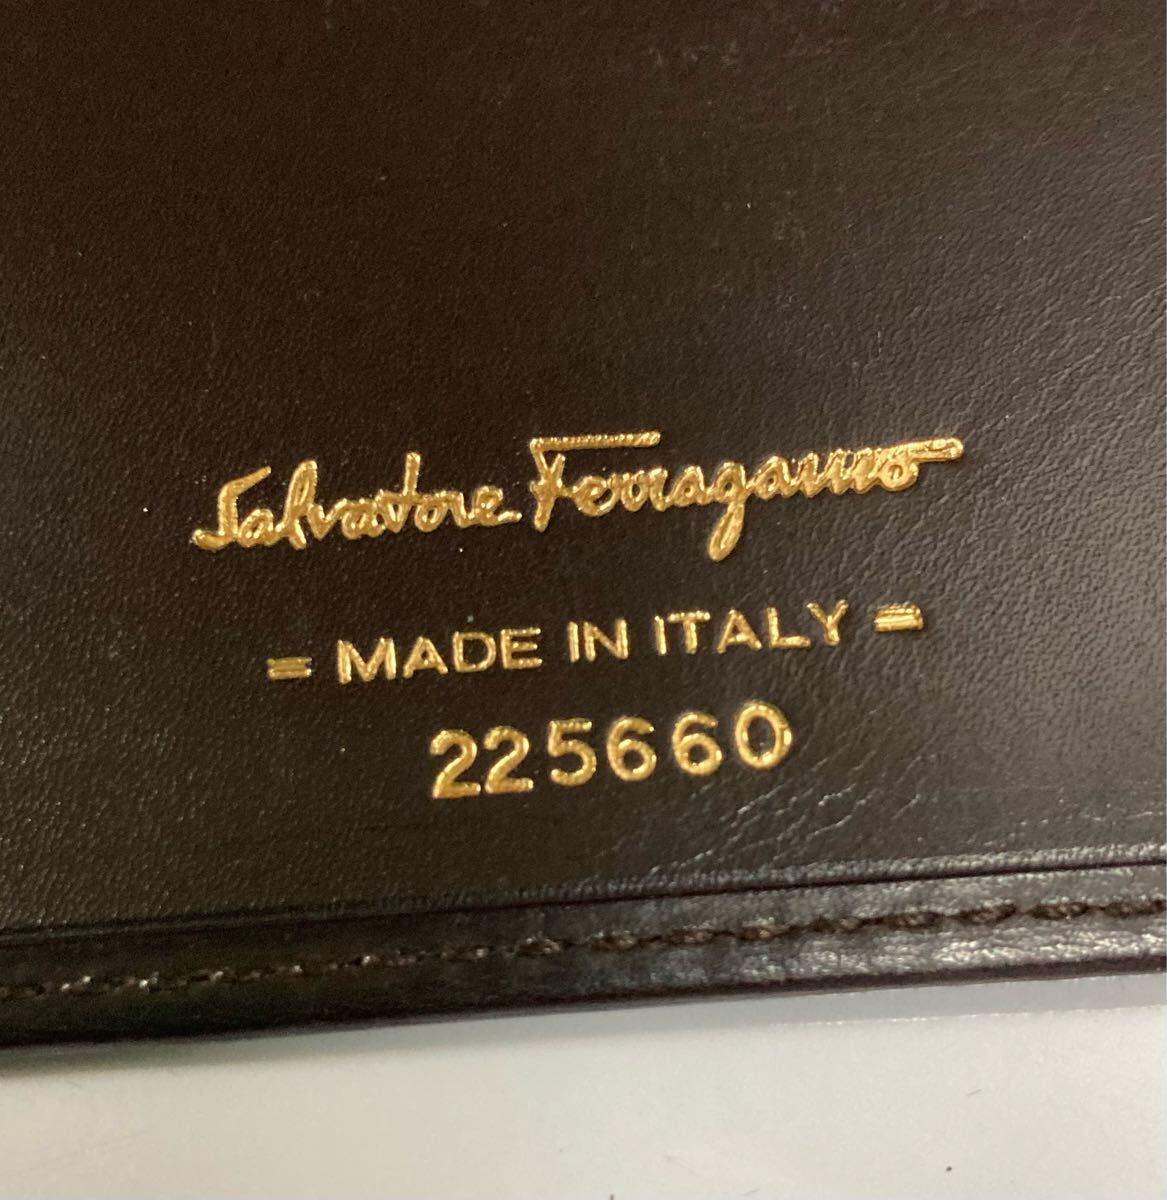 Salvatore Ferragamo
= MADE IN ITALY =
225660